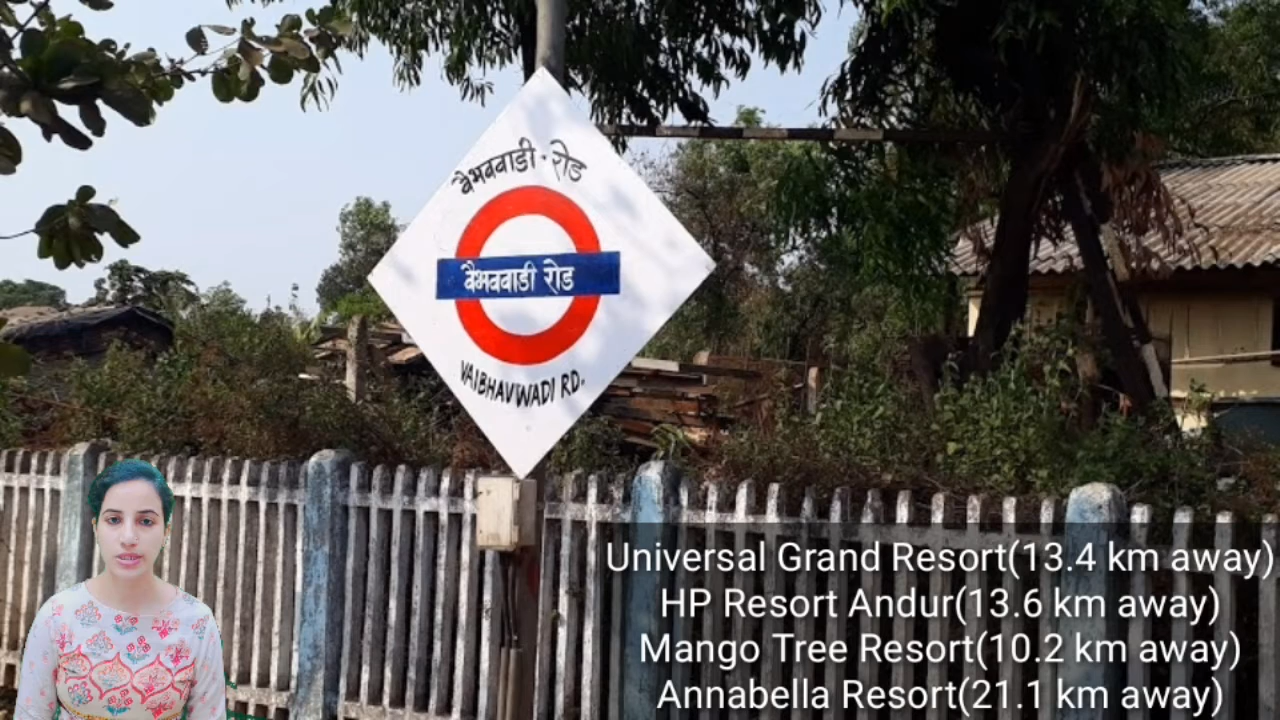 वैभववाडी रोड
वैभववाडी रोड
VAIBHAVWADI RD.
Universal Grand Resort(13.4 km away)
HP Resort Andur(13.6 km away)
Mango Tree Resort(10.2 km away)
Annabella Resort(21.1 km away)